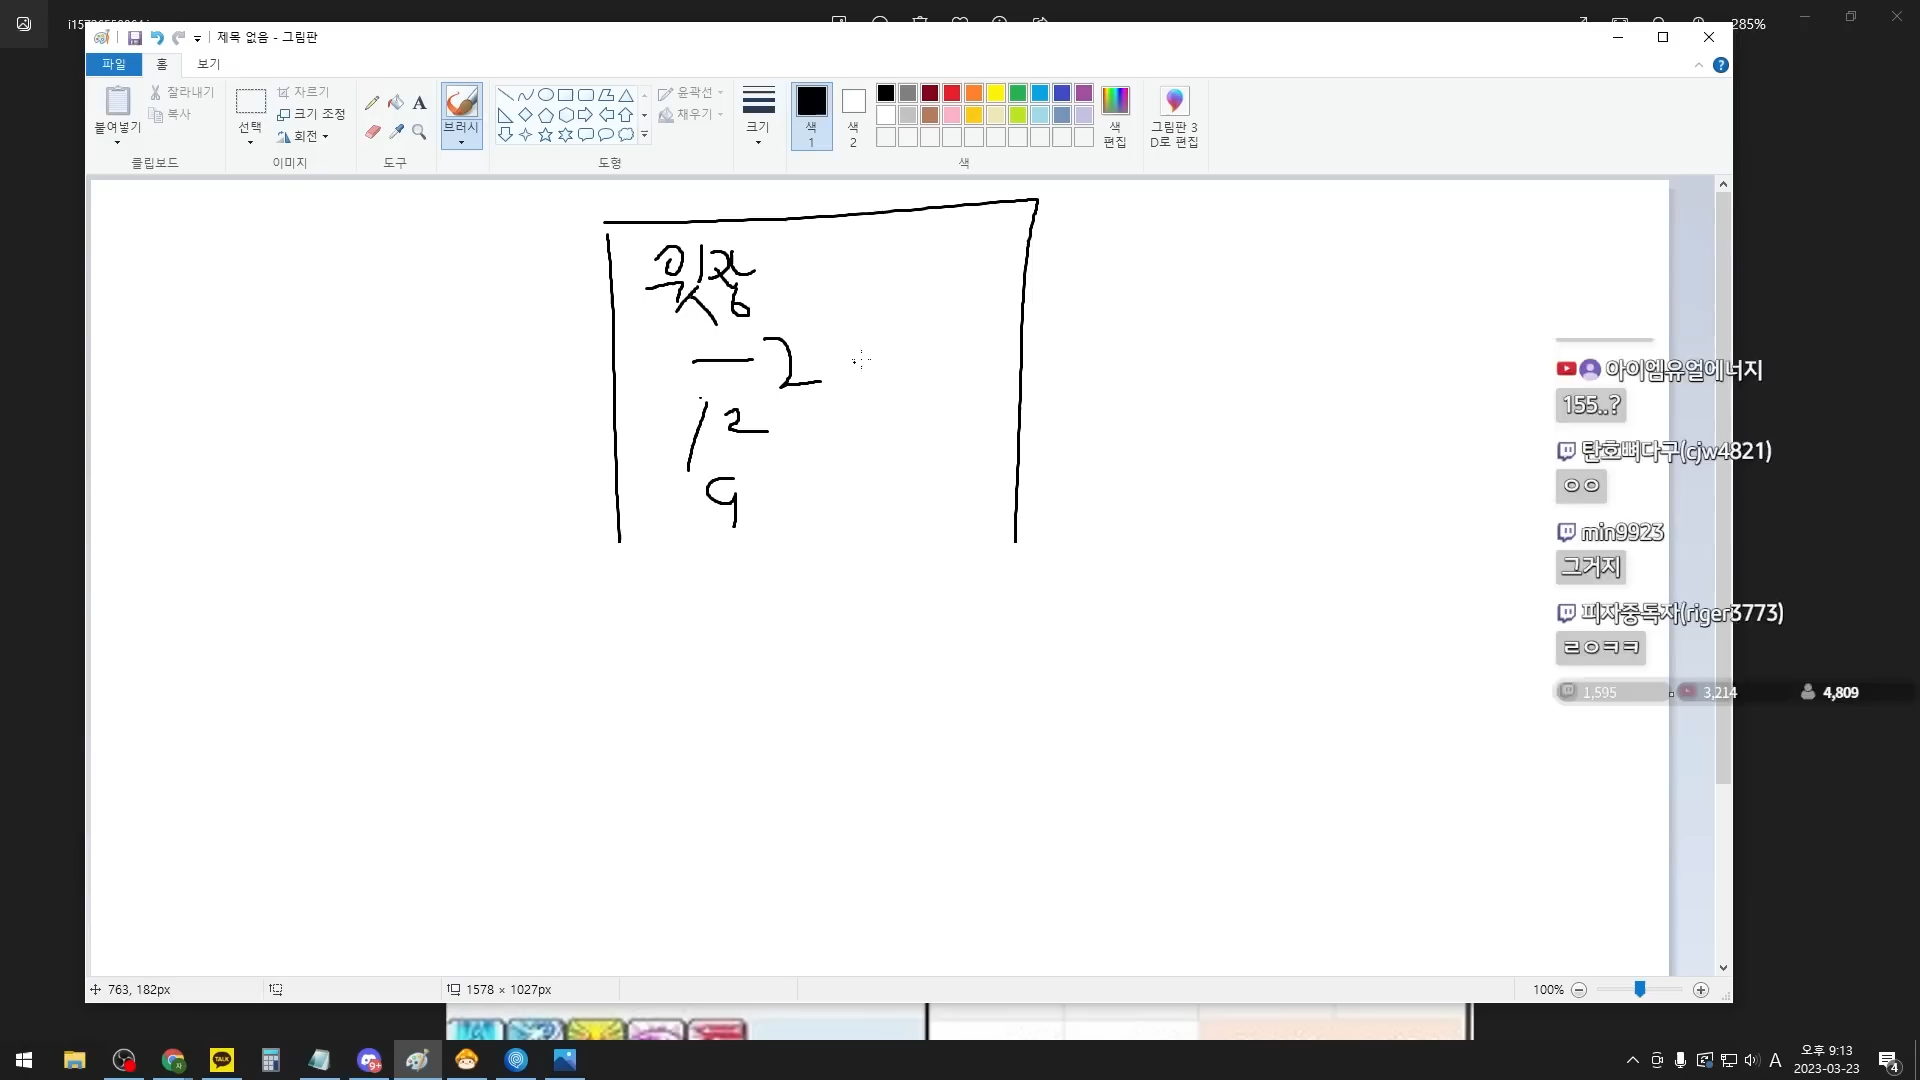 285%
제목 없음 - 그림판
파일 홈 보기
붙여넣기
잘라내기
복사
클립보드
선택
자르기
크기 조정
회전
이미지
A
도구
브러시
윤곽선
채우기
도형
크기
색
1
색
2
색
편집
색
그림판 3
D로 편집
2
12
9
아이엠유얼에너지
155..?
탄호뼈다구(cjw4821)
ㅇㅇ
min9923
그거지
피자중독자(riger3773)
ㄹㅇㅋㅋ
1,595 3,214 4,809
763, 182px
1578 × 1027px
100%
TALK
9+
A
오후 9:13
2023-03-23
4